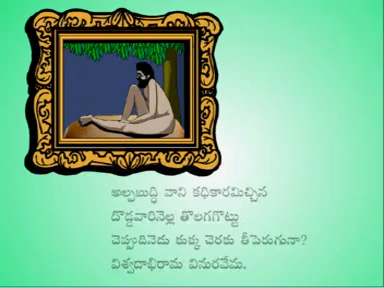 అల్పబుద్ధి వాని కధికారమిచ్చిన
దొడ్డవారినెల్ల తొలగగొట్టు
చెప్పుదినెదు కుక్క చెరకు తీపెరుగునా?
విశ్వదాభిరామ వినురవేమ.